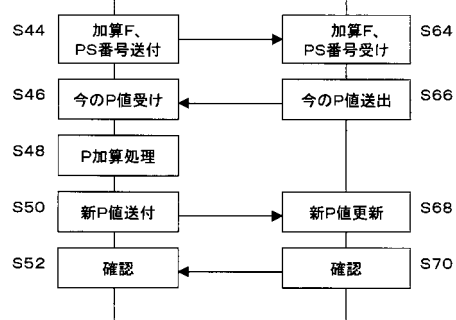 S44
加算F、
PS番号送付
加算F、
PS番号受け
S64
S46
今のP値受け
今のP値送出
S66
S48
P加算処理
S50
新P値送付
新P値更新
S68
S52
確認
確認
S70